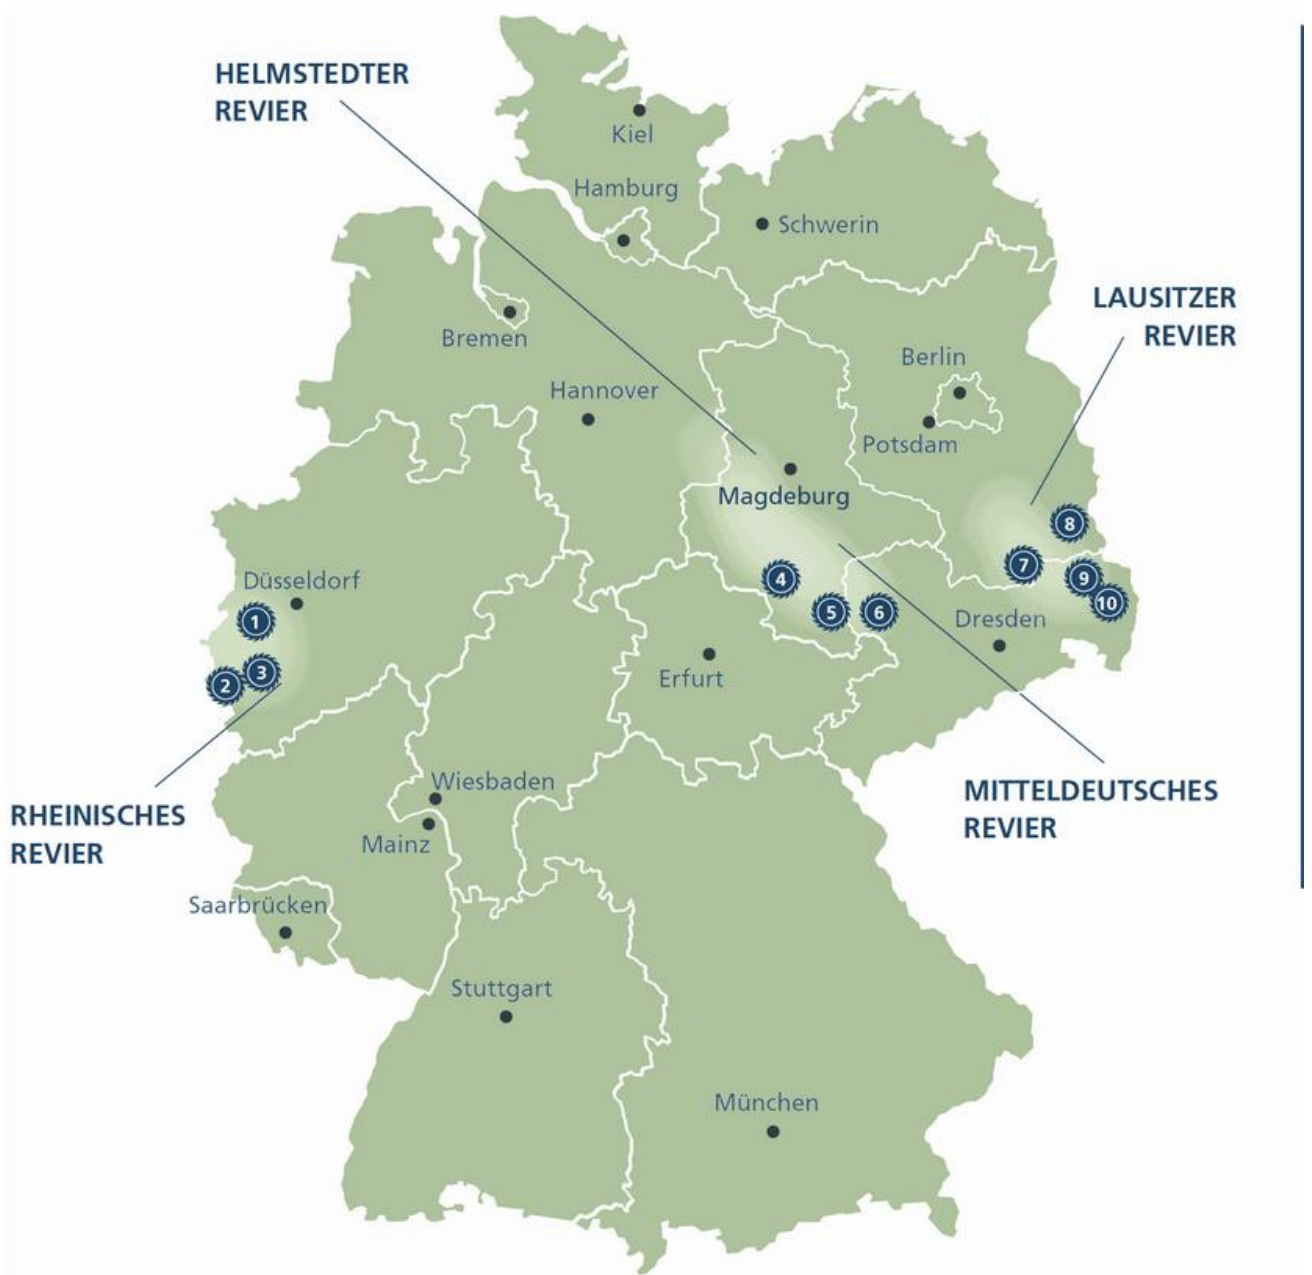 HELMSTEDTER
REVIER
Kiel
Hamburg
Schwerin
LAUSITZER
REVIER
Bremen
Berlin
Hannover
Potsdam
Magdeburg
8
7
9
10
4
5
6
Düsseldorf
1
2
3
Dresden
Erfurt
Wiesbaden
Mainz
RHEINISCHES
REVIER
MITTELDEUTSCHES
REVIER
Saarbrücken
Stuttgart
München